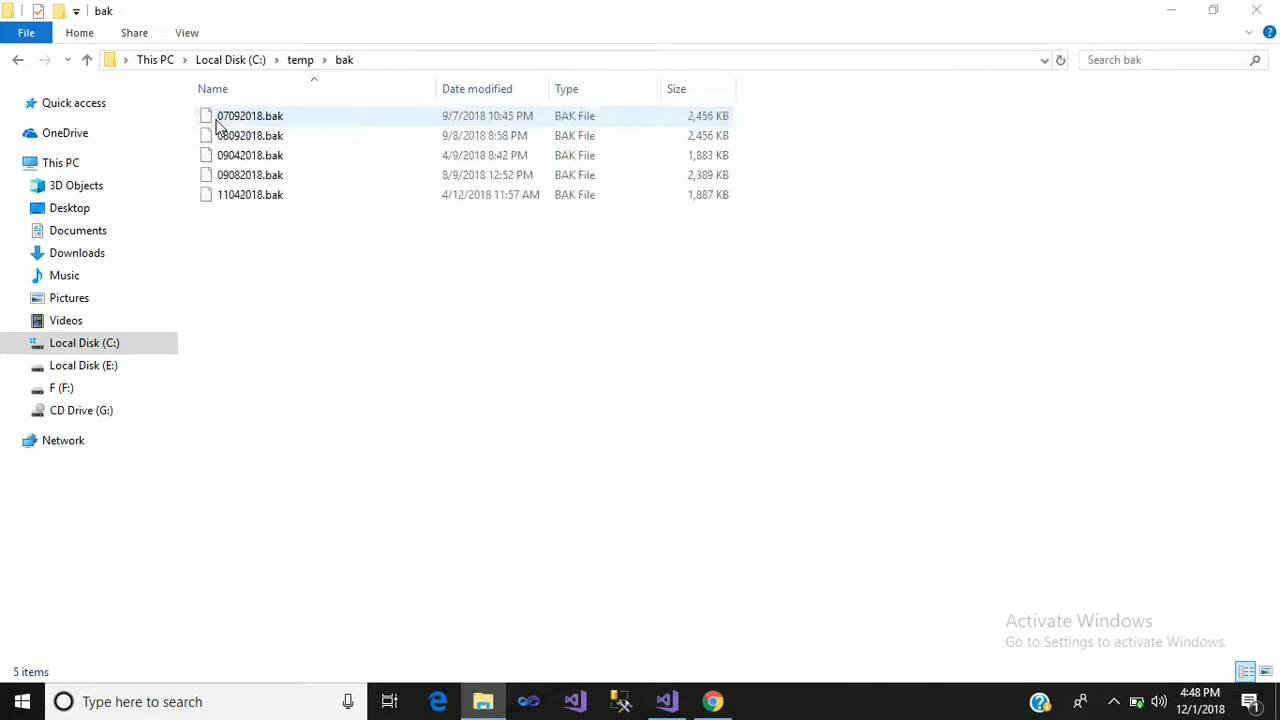 bak
File Home Share View
This PC Local Disk (C:) temp bak Search bak
Name Date modified Type Size
Quick access
OneDrive
This PC
3D Objects
Desktop
Documents
Downloads
Music
Pictures
Videos
Local Disk (C:)
Local Disk (E:)
F (F:)
CD Drive (G:)
Network
07092018.bak 9/7/2018 10:45 PM BAK File 2,456 KB
08092018.bak 9/8/2018 8:58 PM BAK File 2,456 KB
09042018.bak 4/9/2018 8:42 PM BAK File 1,883 KB
09082018.bak 8/9/2018 12:52 PM BAK File 2,389 KB
11042018.bak 4/12/2018 11:57 AM BAK File 1,887 KB
Activate Windows
Go to Settings to activate Windows.
5 items
Type here to search
4:48 PM
12/1/2018
1